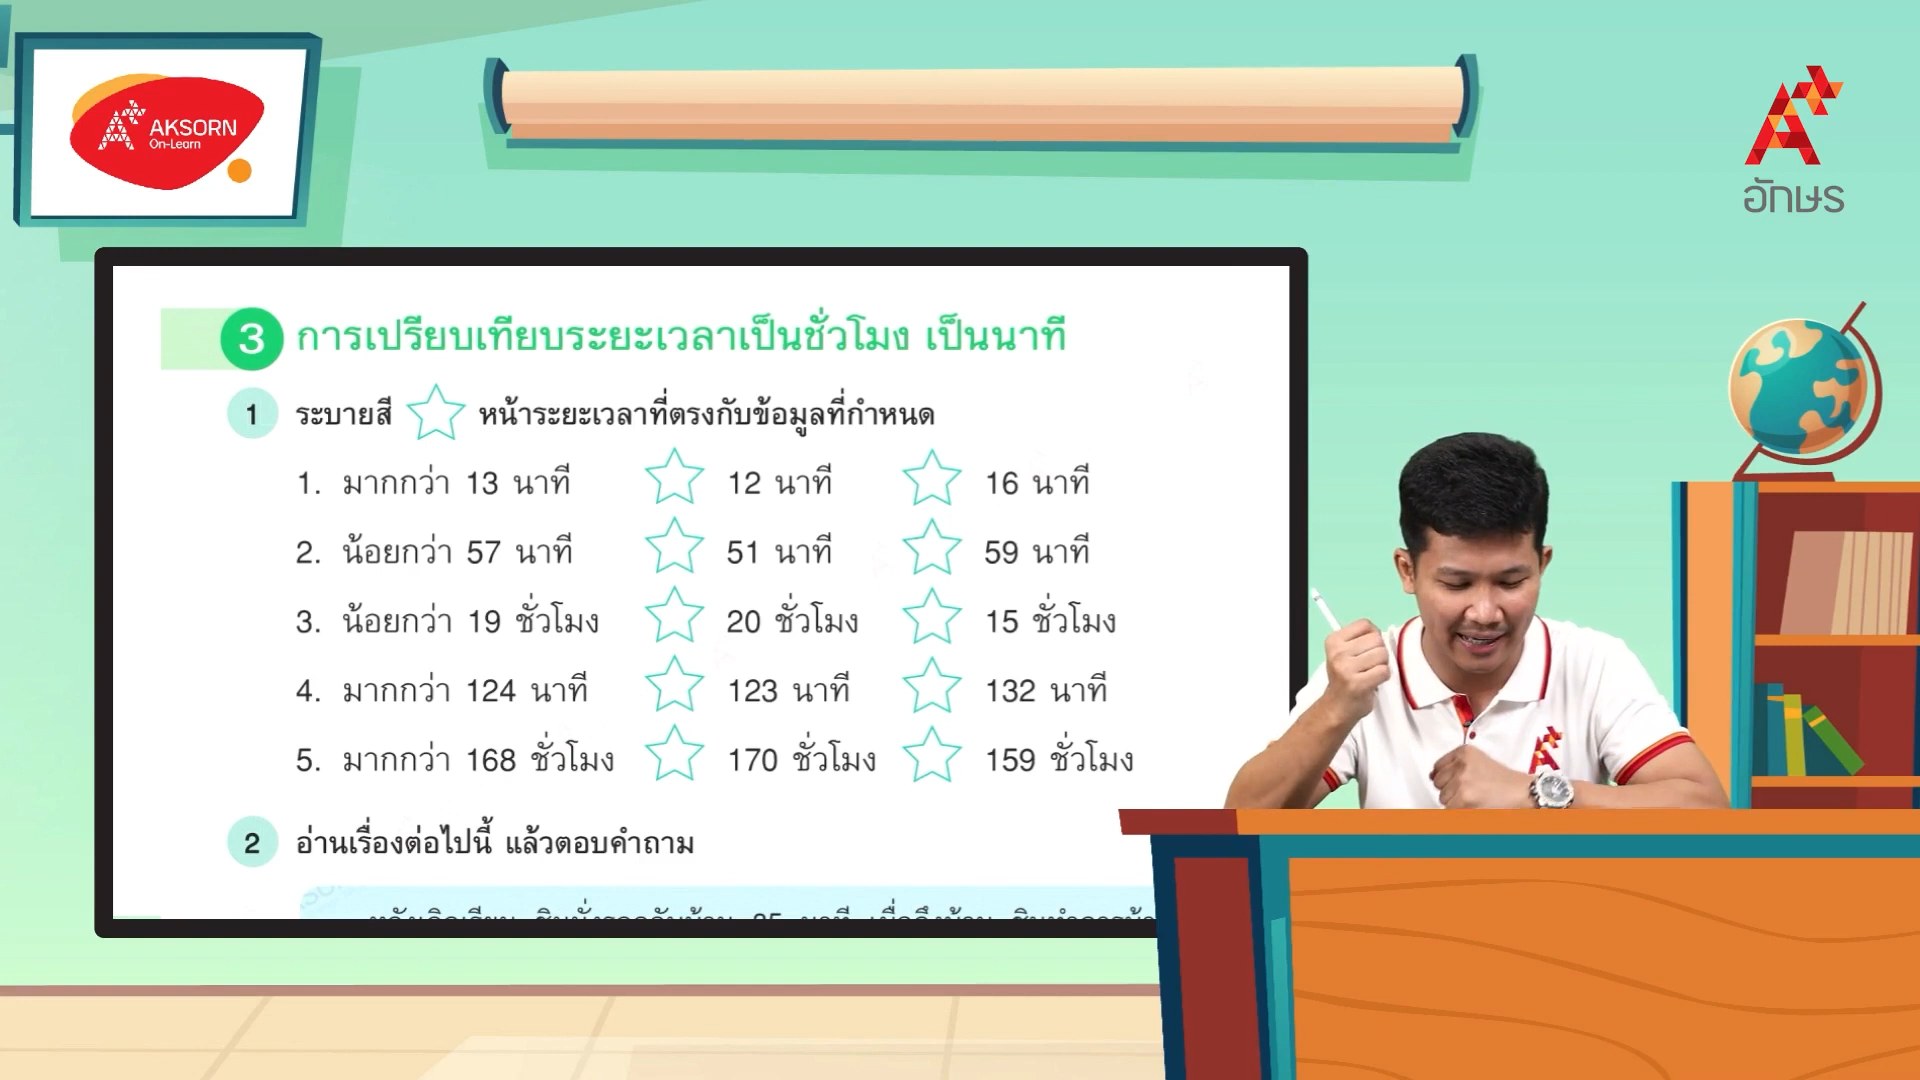 AKSORN
On-Learn
อักษร
3 การเปรียบเทียบระยะเวลาเป็นชั่วโมง เป็นนาที
1 ระบายสี หน้าระยะเวลาที่ตรงกับข้อมูลที่กำหนด
1. มากกว่า 13 นาที 12 นาที 16 นาที
2. น้อยกว่า 57 นาที 51 นาที 59 นาที
3. น้อยกว่า 19 ชั่วโมง 20 ชั่วโมง 15 ชั่วโมง
4. มากกว่า 124 นาที 123 นาที 132 นาที
5. มากกว่า 168 ชั่วโมง 170 ชั่วโมง 159 ชั่วโมง
2 อ่านเรื่องต่อไปนี้ แล้วตอบคำถาม